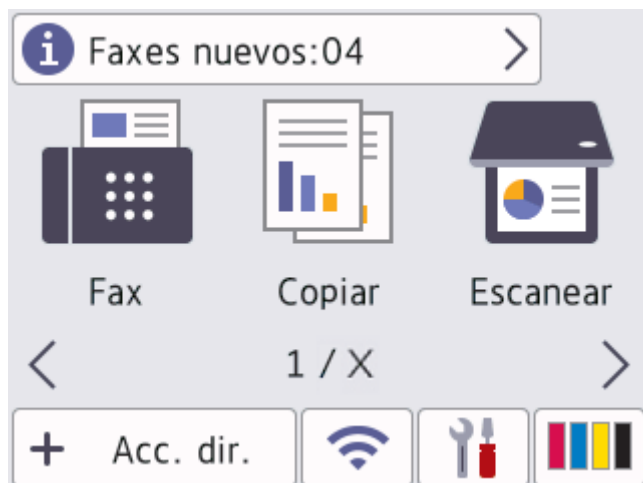 Faxes nuevos:04
Fax
Copiar
Escanear
1 / X
Acc. dir.